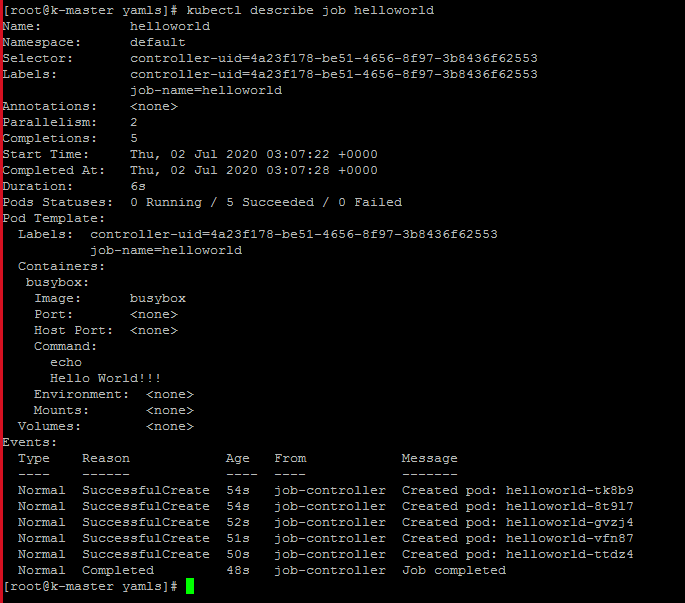 [root@k-master yamls]# kubectl describe job helloworld
Name:           helloworld
Namespace:      default
Selector:       controller-uid=4a23f178-be51-4656-8f97-3b8436f62553
Labels:         controller-uid=4a23f178-be51-4656-8f97-3b8436f62553
                job-name=helloworld
Annotations:    <none>
Parallelism:    2
Completions:    5
Start Time:     Thu, 02 Jul 2020 03:07:22 +0000
Completed At:   Thu, 02 Jul 2020 03:07:28 +0000
Duration:       6s
Pods Statuses:  0 Running / 5 Succeeded / 0 Failed
Pod Template:
  Labels:  controller-uid=4a23f178-be51-4656-8f97-3b8436f62553
           job-name=helloworld
  Containers:
   busybox:
    Image:      busybox
    Port:       <none>
    Host Port:  <none>
    Command:
      echo
      Hello World!!!
    Environment:  <none>
    Mounts:       <none>
  Volumes:        <none>
Events:
  Type    Reason            Age   From            Message
  ----    ------            ----  ----            -------
  Normal  SuccessfulCreate  54s   job-controller  Created pod: helloworld-tk8b9
  Normal  SuccessfulCreate  54s   job-controller  Created pod: helloworld-8t9l7
  Normal  SuccessfulCreate  52s   job-controller  Created pod: helloworld-gvzj4
  Normal  SuccessfulCreate  51s   job-controller  Created pod: helloworld-vfn87
  Normal  SuccessfulCreate  50s   job-controller  Created pod: helloworld-ttdz4
  Normal  Completed         48s   job-controller  Job completed
[root@k-master yamls]#